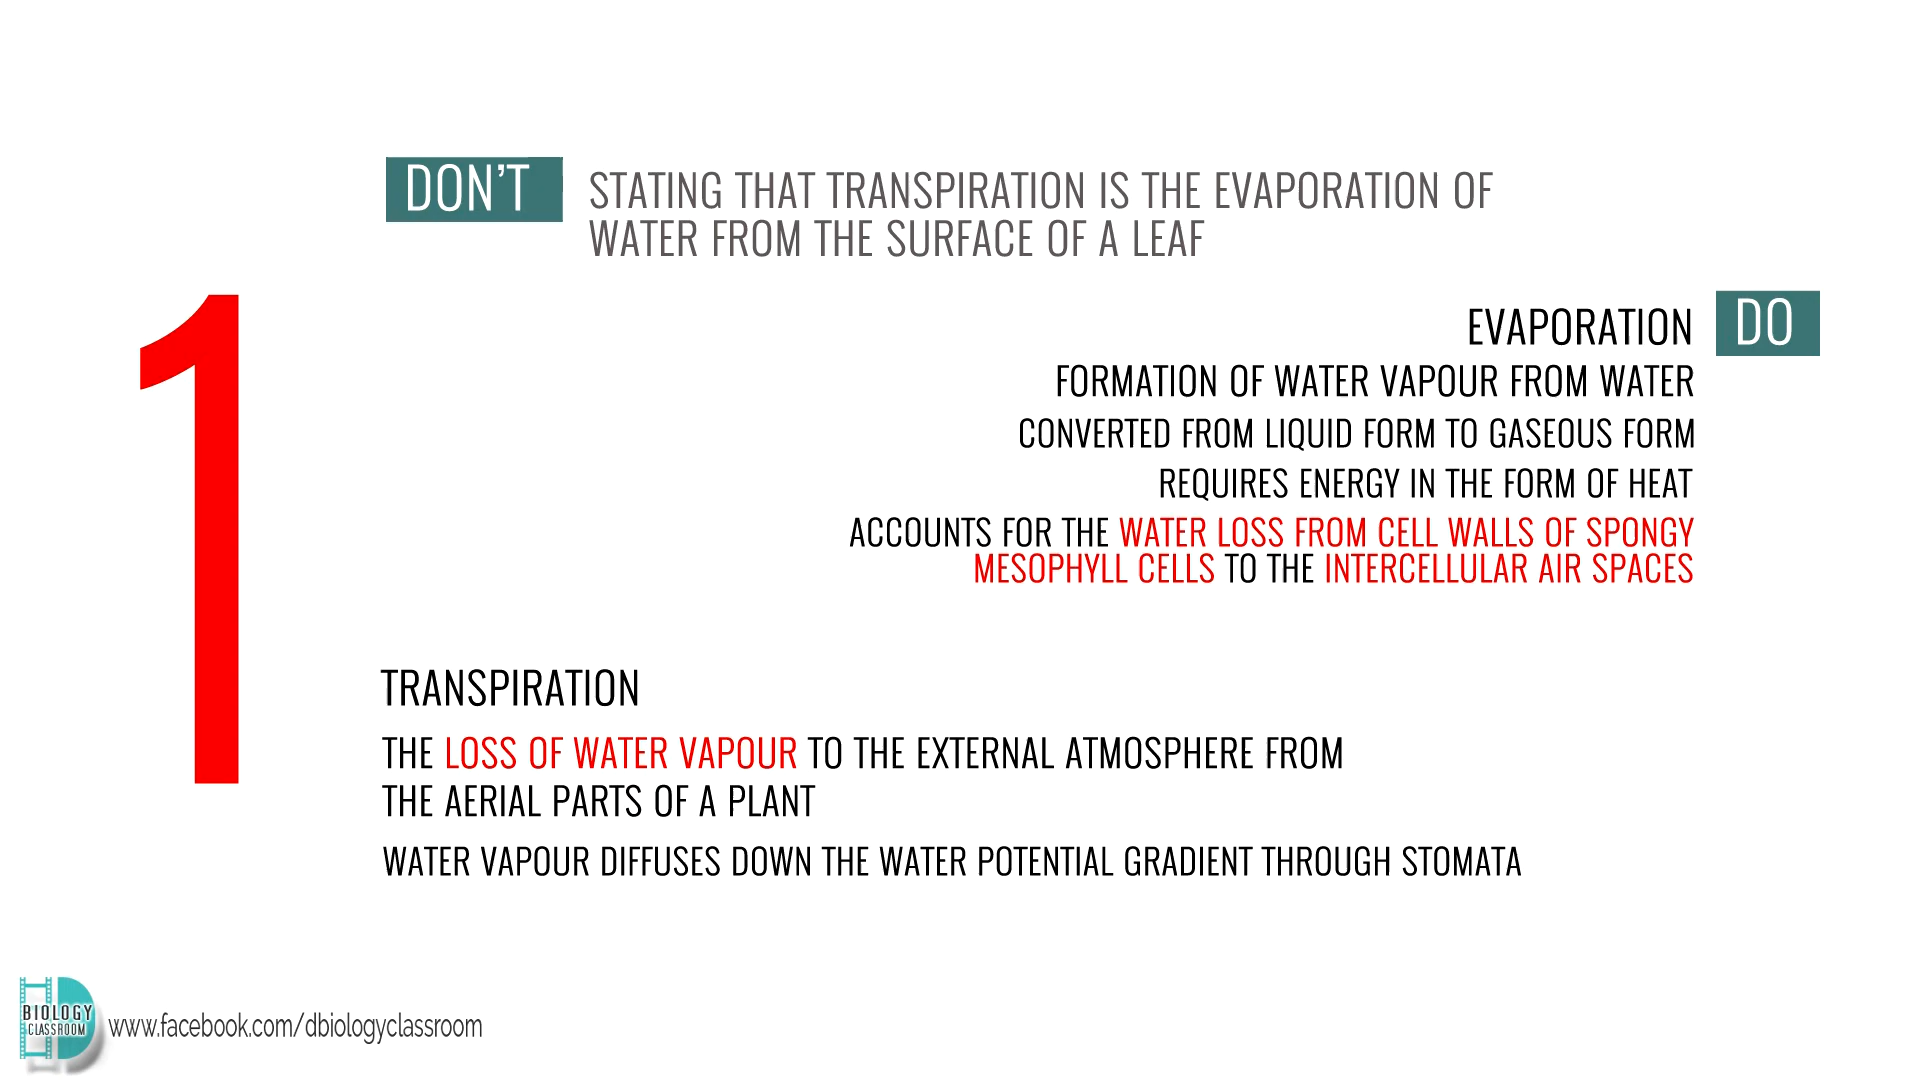 DON'T
STATING THAT TRANSPIRATION IS THE EVAPORATION OF
WATER FROM THE SURFACE OF A LEAF
1
EVAPORATION
DO
FORMATION OF WATER VAPOUR FROM WATER
CONVERTED FROM LIQUID FORM TO GASEOUS FORM
REQUIRES ENERGY IN THE FORM OF HEAT
ACCOUNTS FOR THE WATER LOSS FROM CELL WALLS OF SPONGY
MESOPHYLL CELLS TO THE INTERCELLULAR AIR SPACES
TRANSPIRATION
THE LOSS OF WATER VAPOUR TO THE EXTERNAL ATMOSPHERE FROM
THE AERIAL PARTS OF A PLANT
WATER VAPOUR DIFFUSES DOWN THE WATER POTENTIAL GRADIENT THROUGH STOMATA
BIOLOGY
CLASSROOM
www.facebook.com/dbiologyclassroom